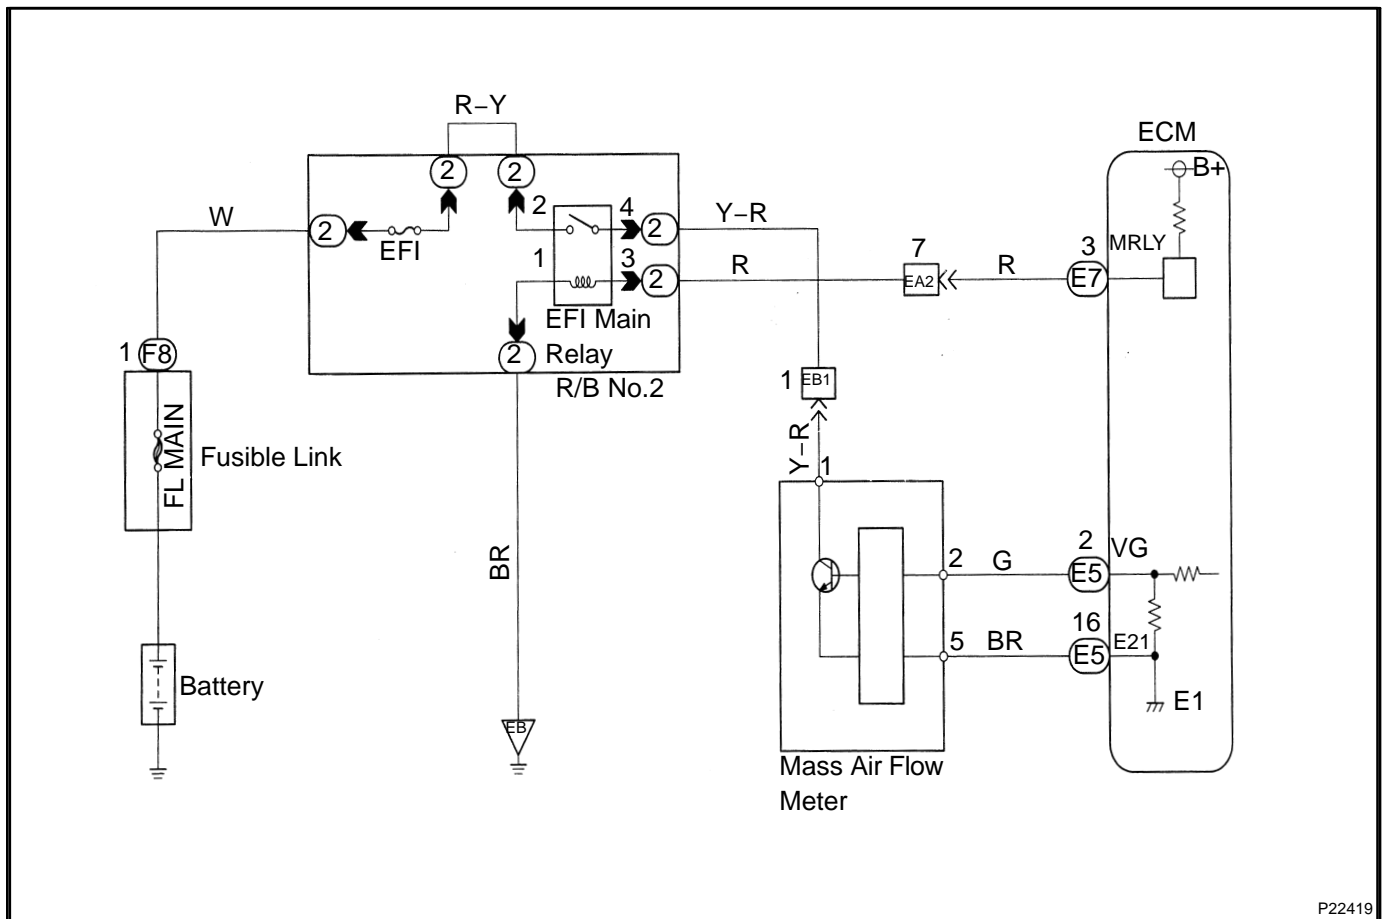 R–Y
ECM
2 2
B+
W
2
EFI
2
4
2
Y–R
1
3
2
R
7
EA2
R
3
E7
MRLY
EFI Main
2
Relay
R/B No.2
1 F8
FL MAIN
Fusible Link
1 EB1
Y–R
1
BR
2
G
2
E5
VG
5
BR
16
E5
E21
E1
Battery
EB
Mass Air Flow
Meter
P22419